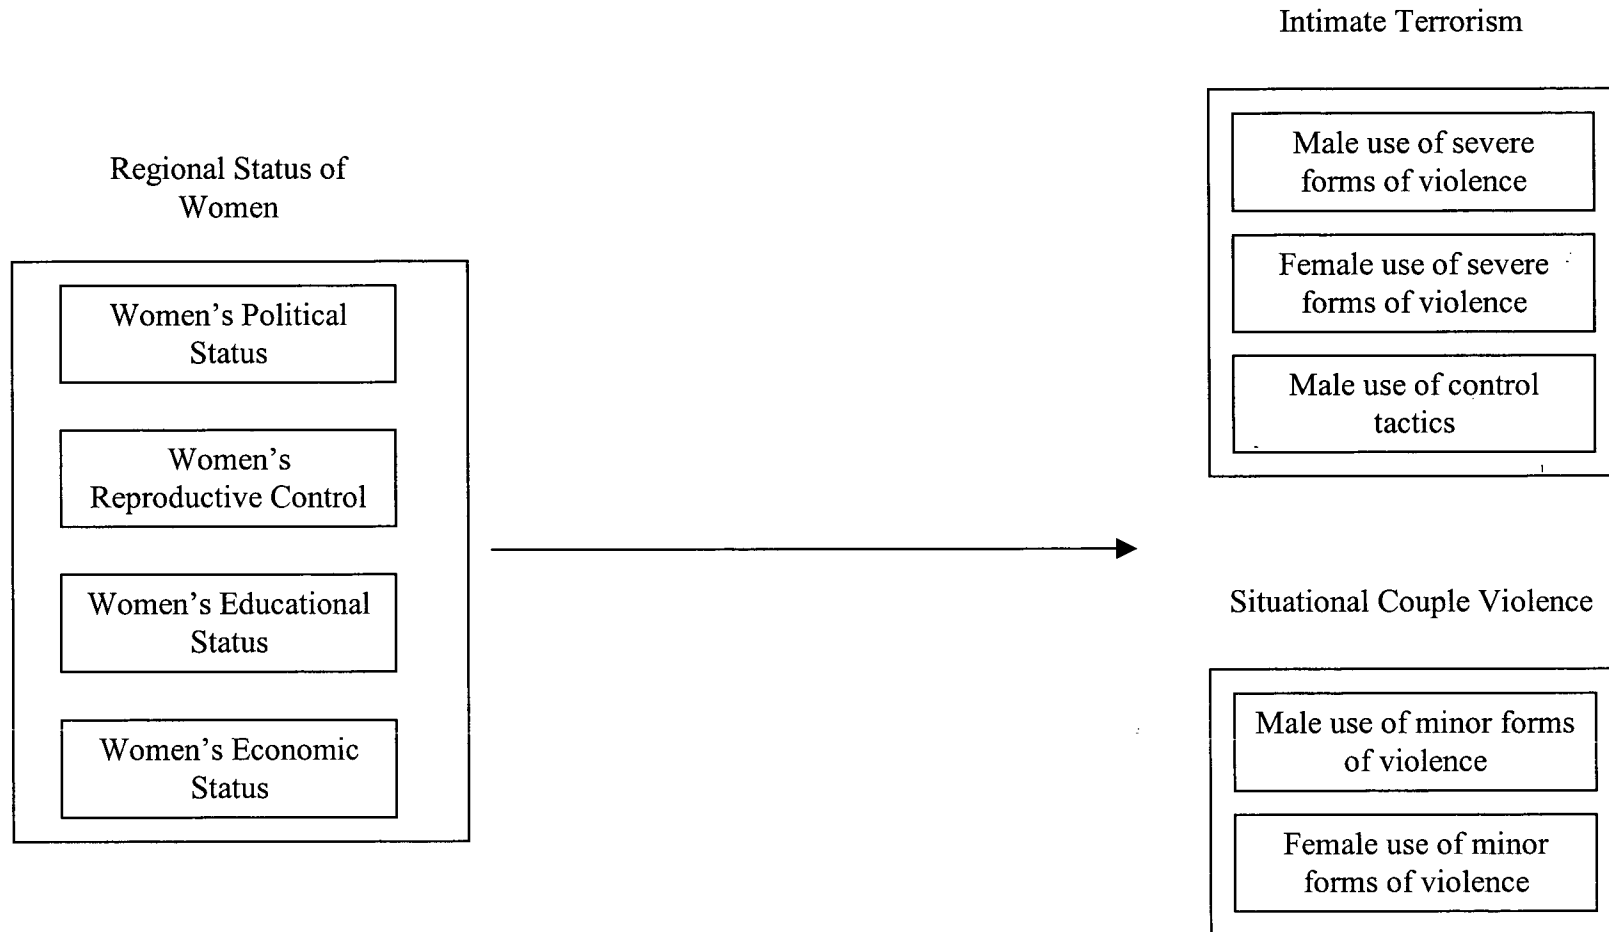 Regional Status of
Women
Women's Political
Status
Women's
Reproductive Control
Women's Educational
Status
Women's Economic
Status
Intimate Terrorism
Male use of severe
forms of violence
Female use of severe
forms of violence
Male use of control
tactics
Situational Couple Violence
Male use of minor forms
of violence
Female use of minor
forms of violence